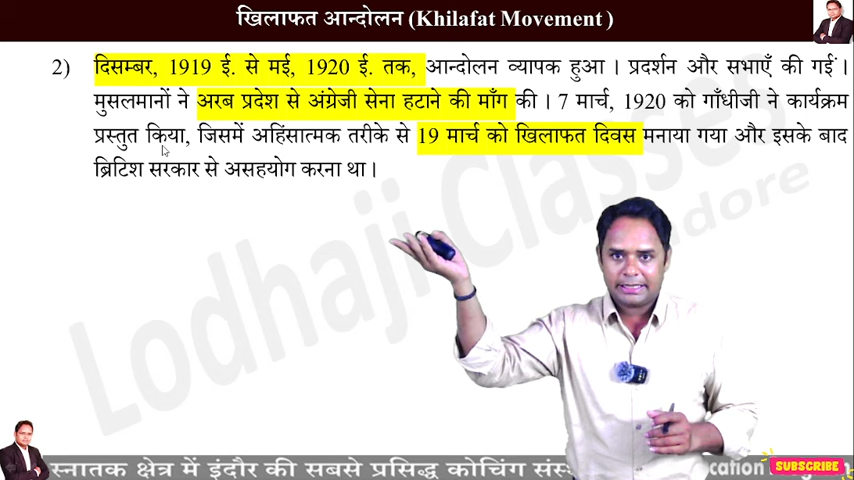 खिलाफत आन्दोलन (Khilafat Movement )
2) दिसम्बर, 1919 ई. से मई, 1920 ई. तक, आन्दोलन व्यापक हुआ । प्रदर्शन और सभाएँ की गईं ।
मुसलमानों ने अरब प्रदेश से अंग्रेजी सेना हटाने की माँग की । 7 मार्च, 1920 को गाँधीजी ने कार्यक्रम
प्रस्तुत किया, जिसमें अहिंसात्मक तरीके से 19 मार्च को खिलाफत दिवस मनाया गया और इसके बाद
ब्रिटिश सरकार से असहयोग करना था ।
Lodhaji Classes
Indore
स्नातक क्षेत्र में इंदौर की सबसे प्रसिद्ध कोचिंग
SUBSCRIBE